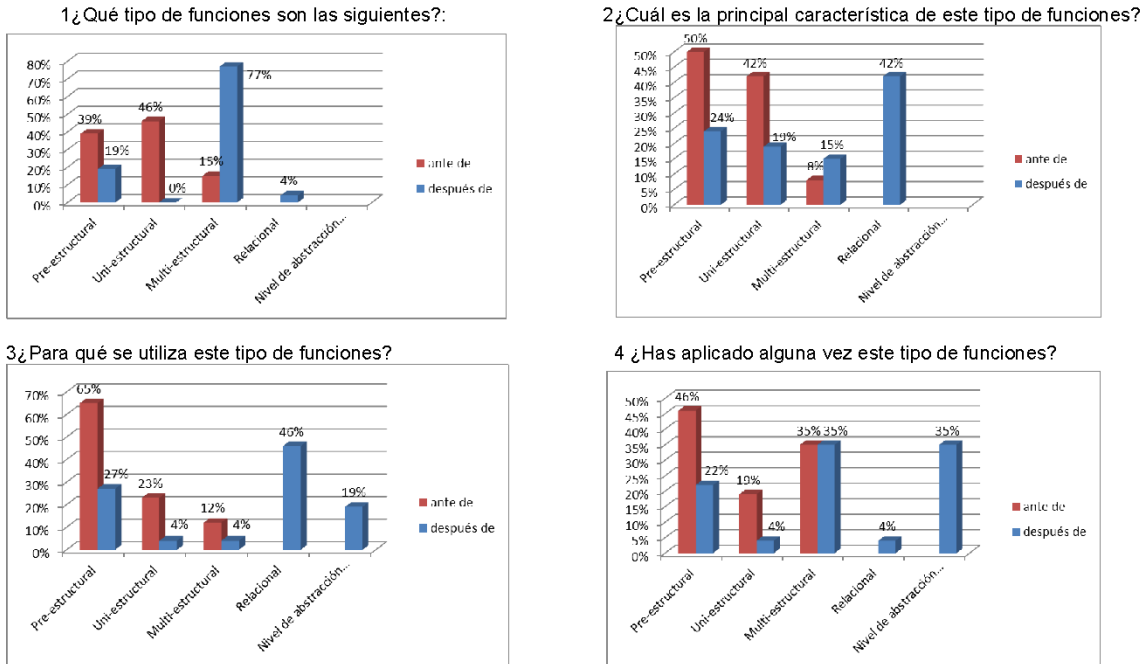 1¿Qué tipo de funciones son las siguientes?:
80%
70%
60%
50%
40%
30%
20%
10%
0%
39%
19%
46%
0%
15%
77%
4%
Pre-estructural
Uni-estructural
Multi-estructural
Relacional
Nivel de abstracción...
ante de
después de
2¿Cuál es la principal característica de este tipo de funciones?
50%
45%
40%
35%
30%
25%
20%
15%
10%
5%
0%
50%
24%
42%
19%
8%
15%
42%
Pre-estructural
Uni-estructural
Multi-estructural
Relacional
Nivel de abstracción...
ante de
después de
3¿Para qué se utiliza este tipo de funciones?
70%
60%
50%
40%
30%
20%
10%
0%
65%
27%
23%
4%
12%
4%
46%
19%
Pre-estructural
Uni-estructural
Multi-estructural
Relacional
Nivel de abstracción...
ante de
después de
4 ¿Has aplicado alguna vez este tipo de funciones?
50%
45%
40%
35%
30%
25%
20%
15%
10%
5%
0%
46%
22%
19%
4%
35%
35%
4%
35%
Pre-estructural
Uni-estructural
Multi-estructural
Relacional
Nivel de abstracción...
ante de
después de